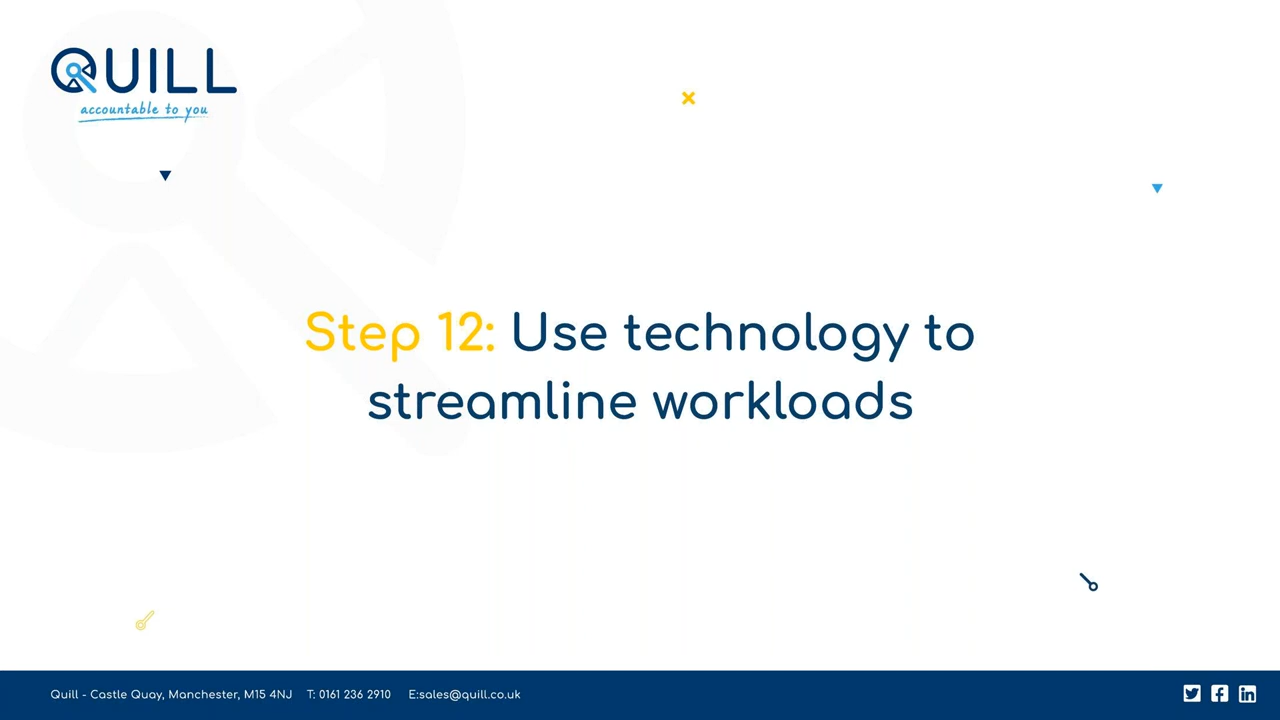 QUILL
accountable to you
Step 12: Use technology to
streamline workloads
Quill - Castle Quay, Manchester, M15 4NJ T: 0161 236 2910 E:sales@quill.co.uk